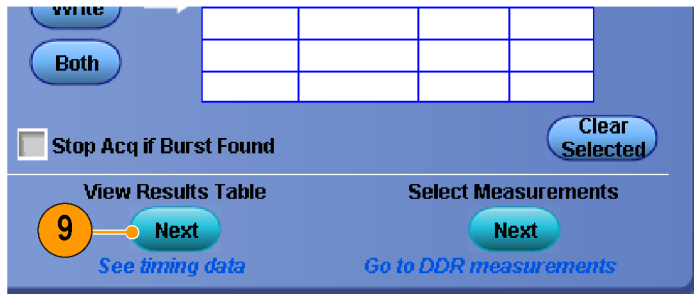 Write
Both
Stop Acq if Burst Found
Clear
Selected
View Results Table
Select Measurements
9
Next
Next
See timing data
Go to DDR measurements